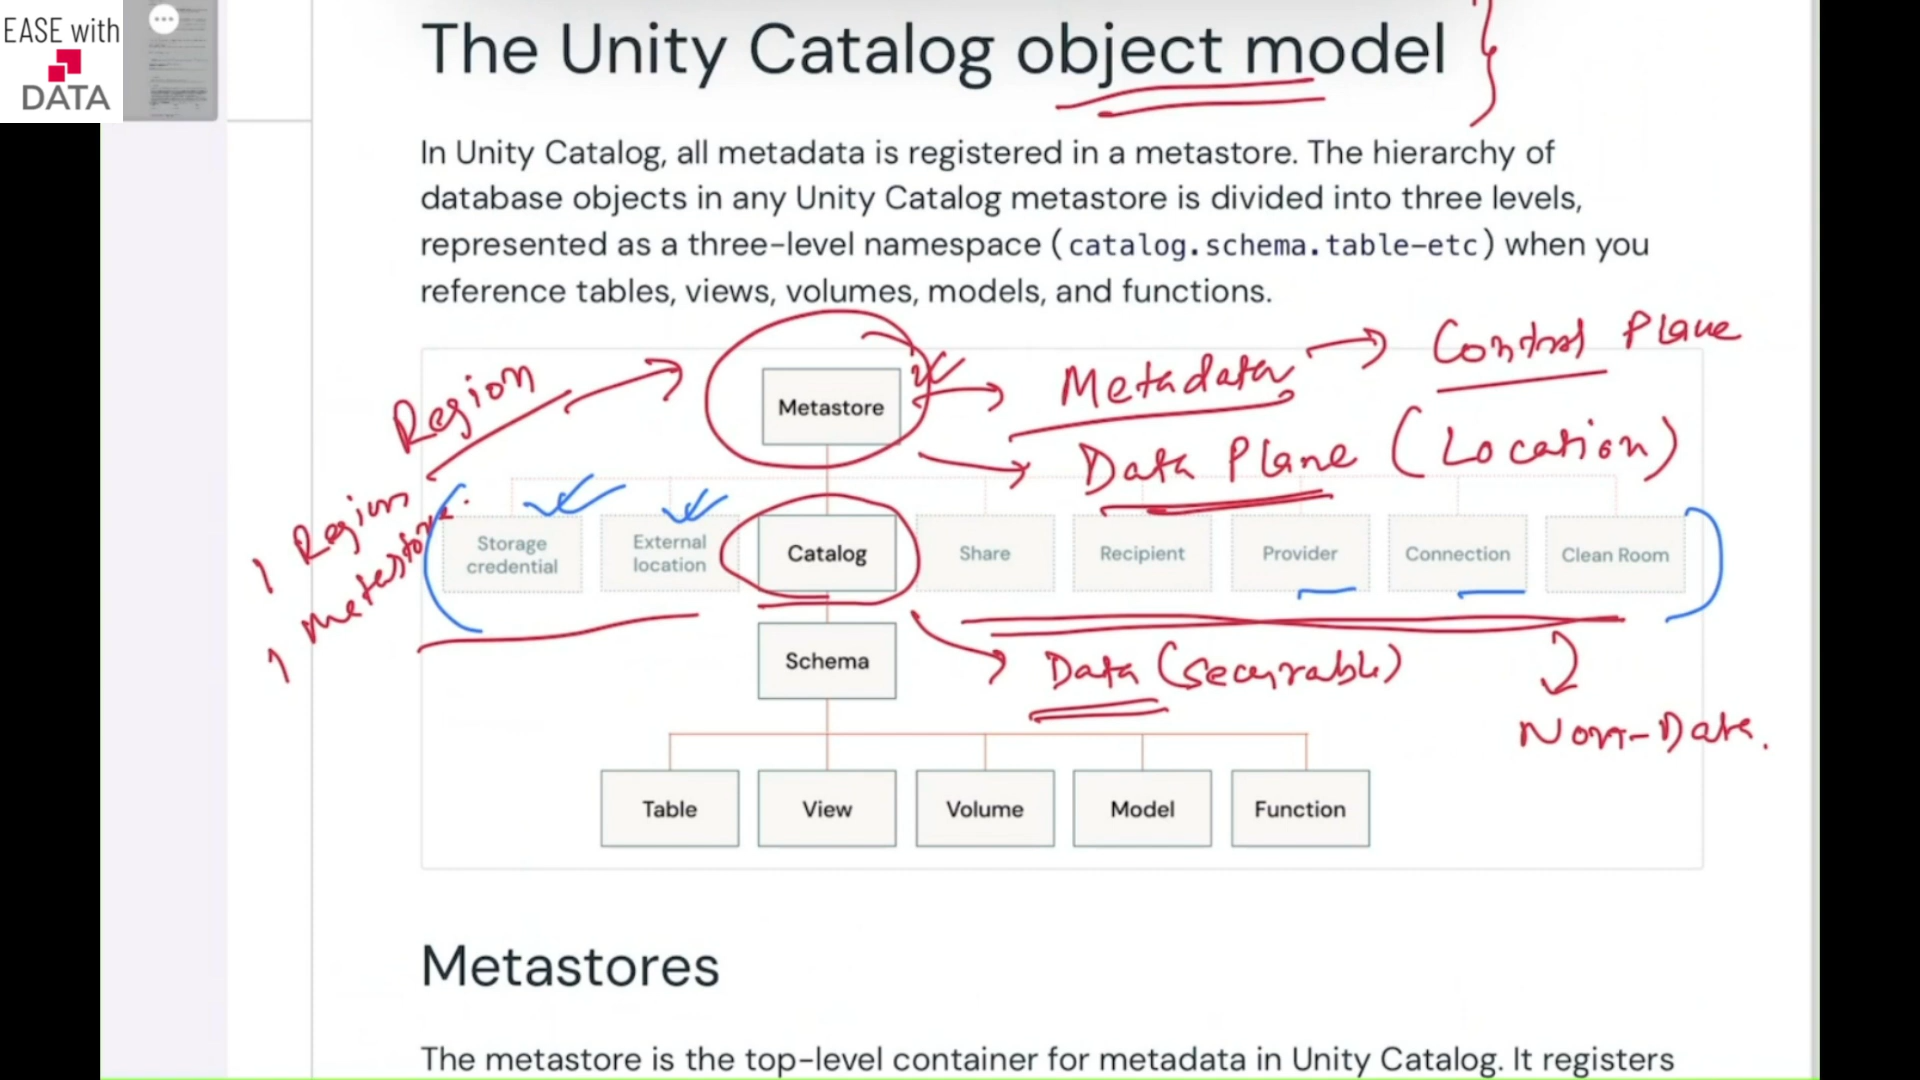 EASE with
DATA
The Unity Catalog object model
In Unity Catalog, all metadata is registered in a metastore. The hierarchy of
database objects in any Unity Catalog metastore is divided into three levels,
represented as a three-level namespace (catalog.schema.table-etc) when you
reference tables, views, volumes, models, and functions.
Region
Metastore
Metadata
Control Plane
Data Plane (Location)
1 Region
1 metastore.
Storage
credential
External
location
Catalog
Share
Recipient
Provider
Connection
Clean Room
Schema
Data (securable)
Non-Data.
Table
View
Volume
Model
Function
Metastores
The metastore is the top-level container for metadata in Unity Catalog. It registers